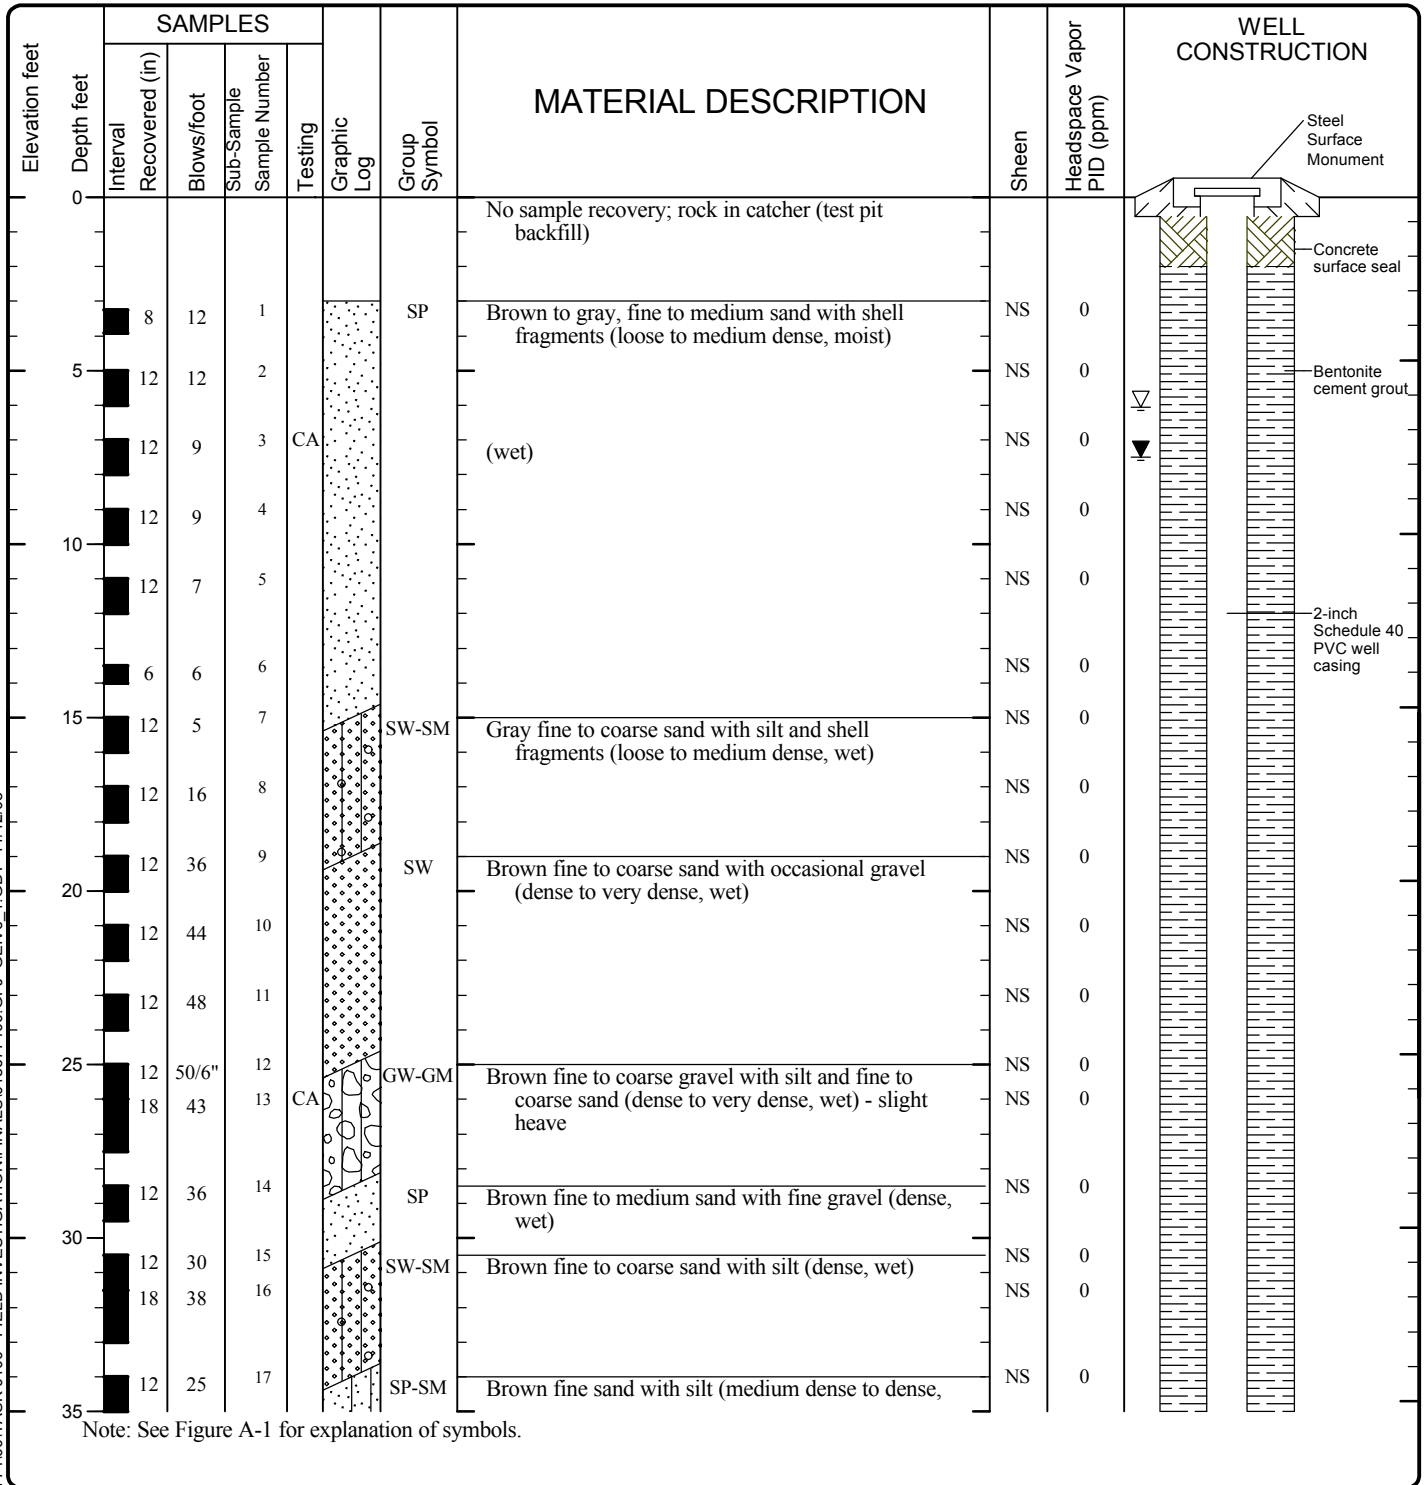 SAMPLES
Elevation feet
Depth feet
Interval
Recovered (in)
Blows/foot
Sub-Sample
Sample Number
Testing
Graphic
Log
Group
Symbol
MATERIAL DESCRIPTION
Sheen
Headspace Vapor
PID (ppm)
WELL
CONSTRUCTION
Steel
Surface
Monument
0
No sample recovery; rock in catcher (test pit
backfill)
Concrete
surface seal
8 12 1 SP Brown to gray, fine to medium sand with shell NS 0
fragments (loose to medium dense, moist)
5 12 12 2 NS 0
Bentonite
cement grout
12 9 3 CA (wet) NS 0
12 9 4 NS 0
10
12 7 5 NS 0
2-inch
Schedule 40
PVC well
casing
6 6 6 NS 0
15 12 5 7 SW-SM Gray fine to coarse sand with silt and shell NS 0
fragments (loose to medium dense, wet)
12 16 8 NS 0
12 36 9 SW Brown fine to coarse sand with occasional gravel NS 0
20 (dense to very dense, wet)
12 44 10 NS 0
12 48 11 NS 0
25 12 50/6" 12 GW-GM Brown fine to coarse gravel with silt and fine to NS 0
18 43 13 CA coarse sand (dense to very dense, wet) - slight NS 0
heave
12 36 14 SP Brown fine to medium sand with fine gravel (dense, NS 0
wet)
30
12 30 15 SW-SM Brown fine to coarse sand with silt (dense, wet) NS 0
18 38 16 NS 0
12 25 17 SP-SM Brown fine sand with silt (medium dense to dense, NS 0
35
Note: See Figure A-1 for explanation of symbols.